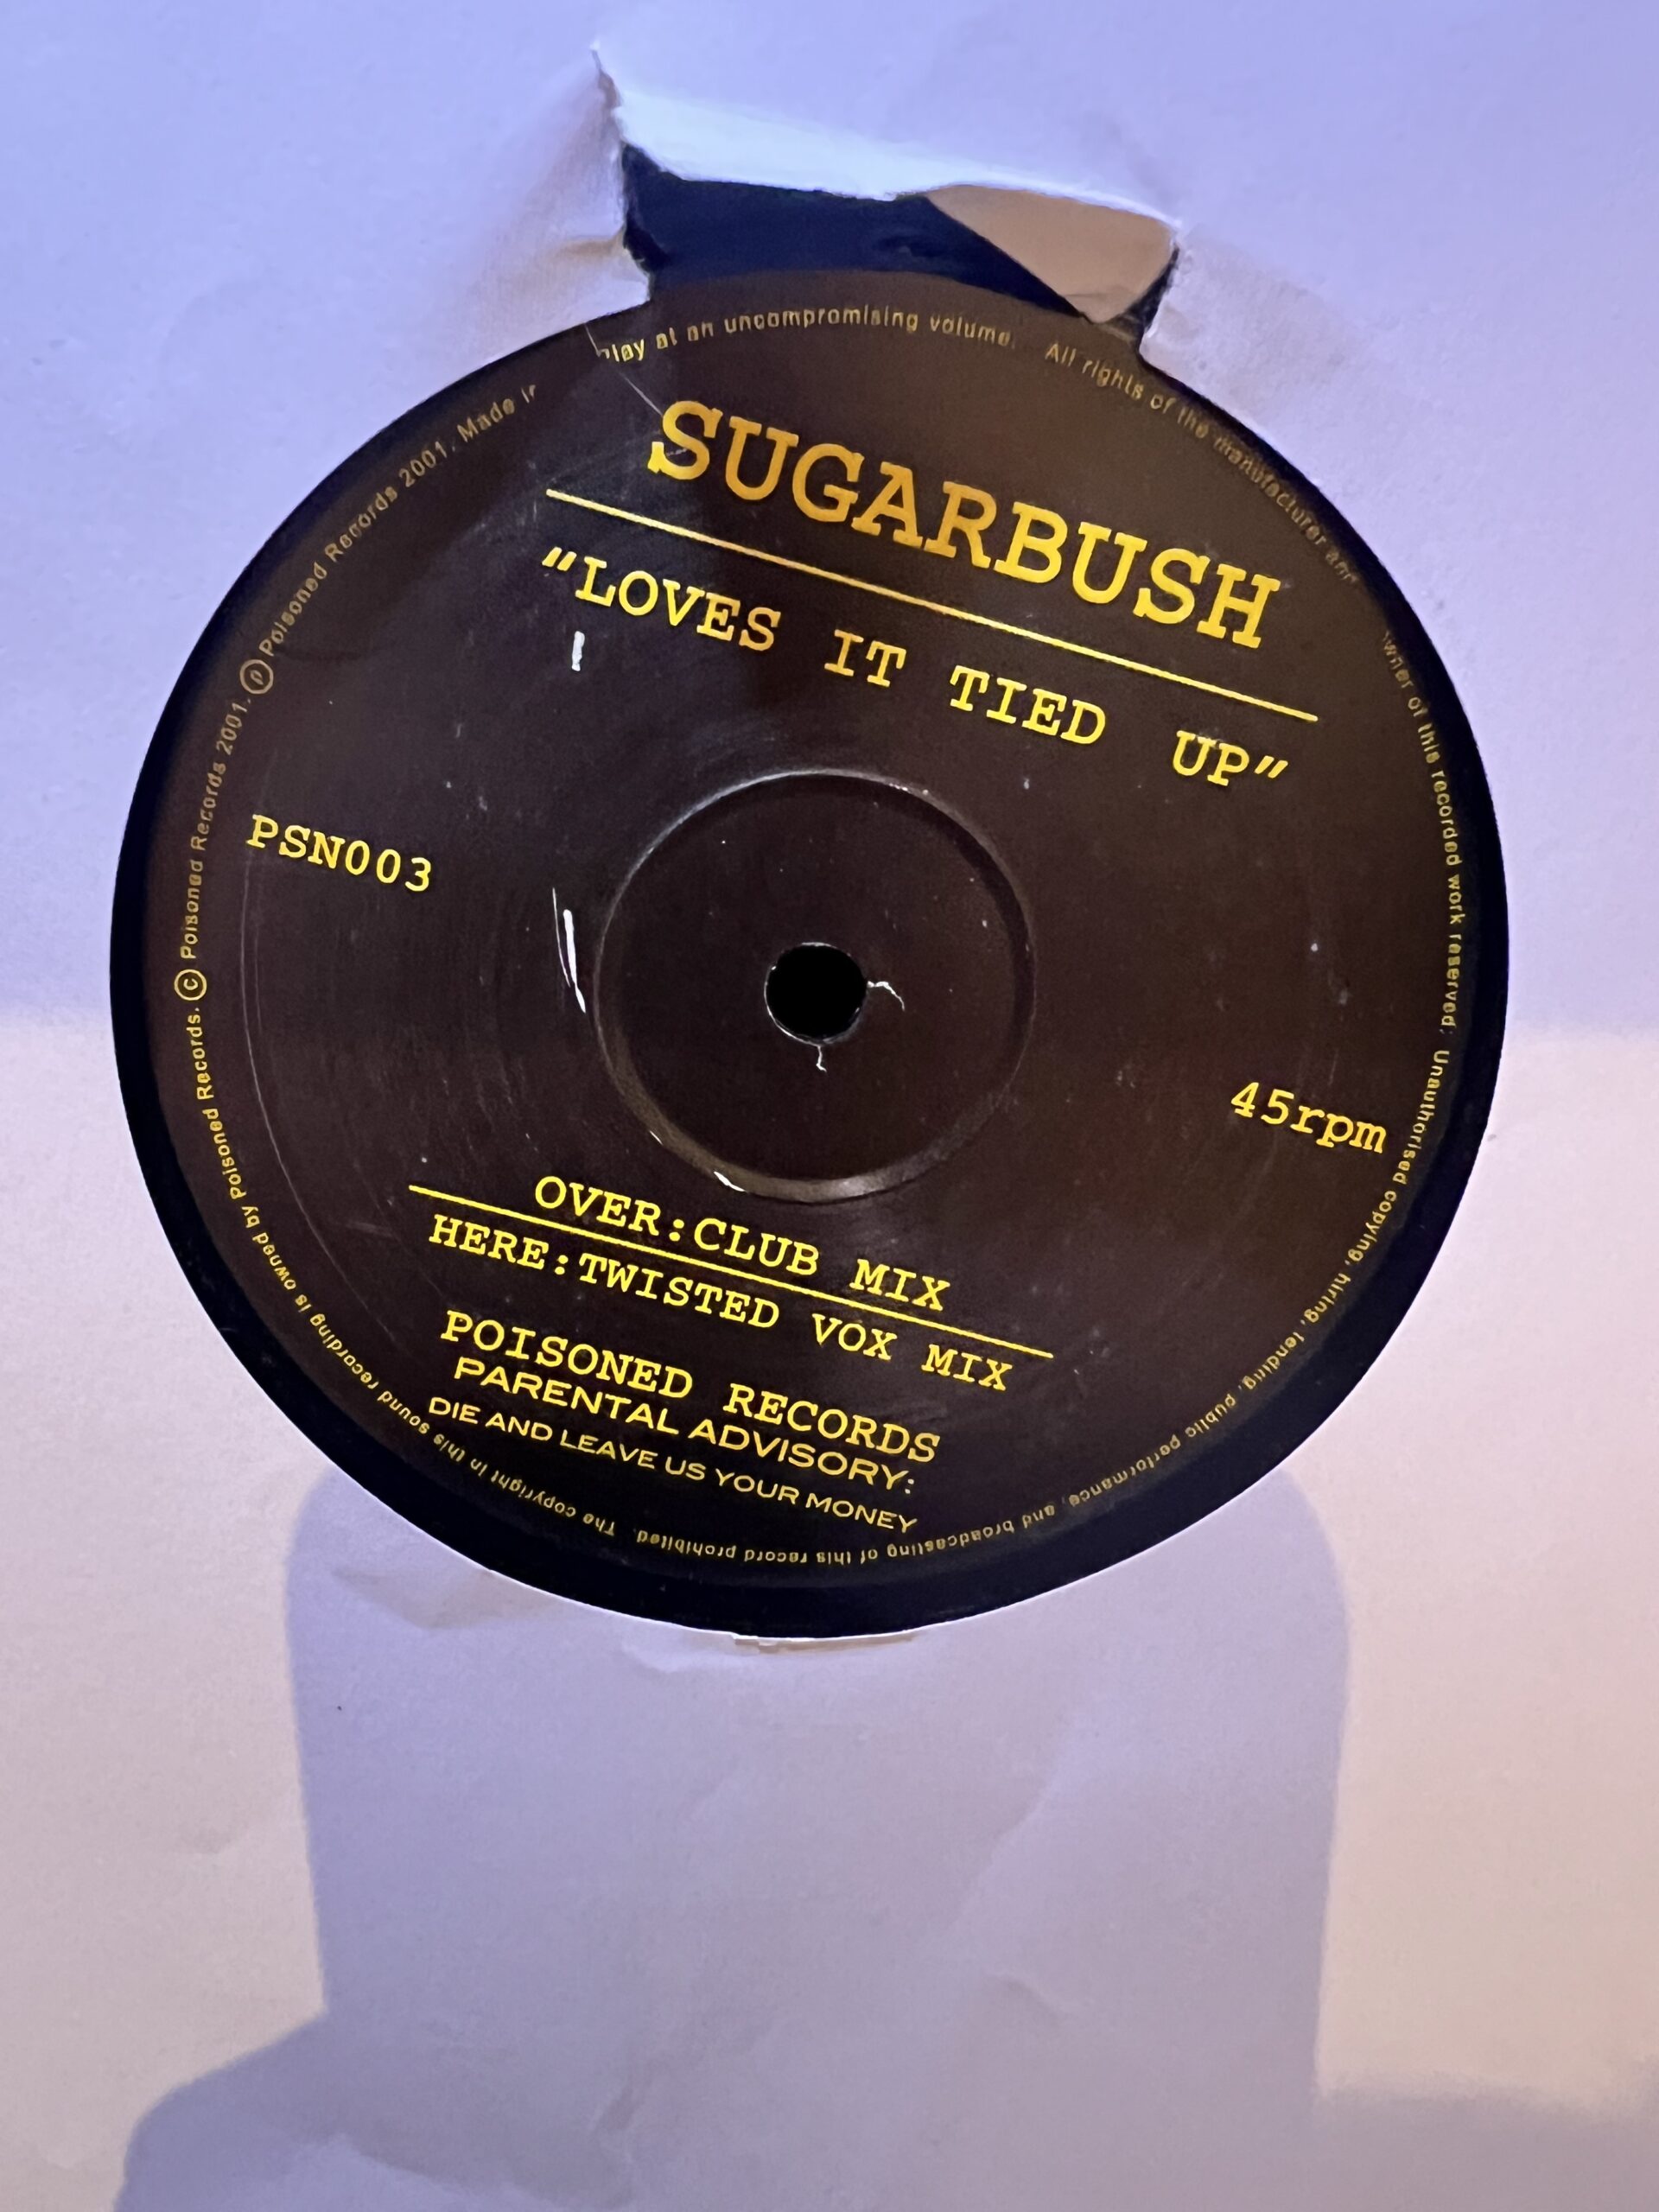 SUGARBUSH
"LOVES IT TIED UP"
PSN003
45rpm
OVER:CLUB MIX
HERE:TWISTED VOX MIX
POISONED RECORDS
PARENTAL ADVISORY:
DIE AND LEAVE US YOUR MONEY
at an uncompromising volume. All rights of the manufacturer of this recorded work reserved. Unauthorised copying, hiring, lending, public performance, and broadcasting of this record prohibited. The copyright in this sound recording is owned by Poisoned Records. © Poisoned Records 2001. ℗ Poisoned Records 2001. Made